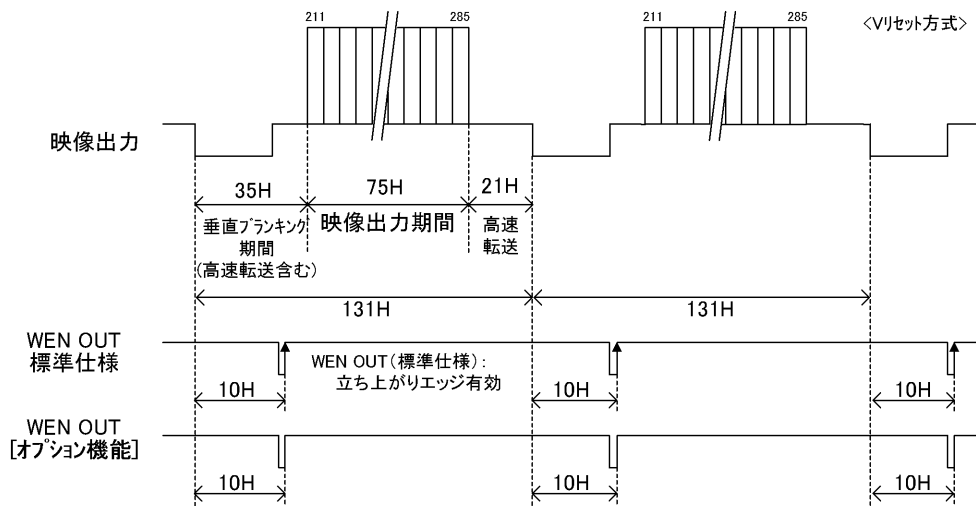 211
285
211
285
<Vリセット方式>
映像出力
35H
75H
21H
垂直ブランキング
期間
(高速転送含む)
映像出力期間
高速
転送
131H
131H
WEN OUT
標準仕様
WEN OUT(標準仕様):
立ち上がりエッジ有効
10H
10H
10H
WEN OUT
[オプション機能]
10H
10H
10H